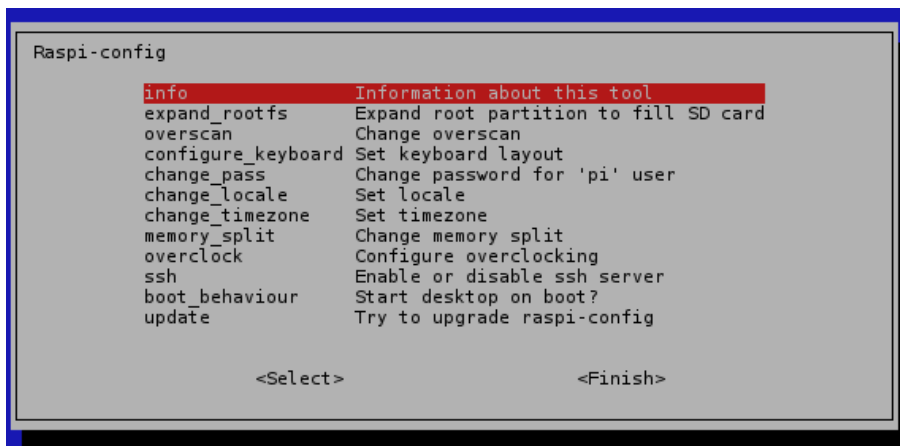 Raspi-config
info Information about this tool
expand_rootfs Expand root partition to fill SD card
overscan Change overscan
configure_keyboard Set keyboard layout
change_pass Change password for 'pi' user
change_locale Set locale
change_timezone Set timezone
memory_split Change memory split
overclock Configure overclocking
ssh Enable or disable ssh server
boot_behaviour Start desktop on boot?
update Try to upgrade raspi-config
<Select> <Finish>